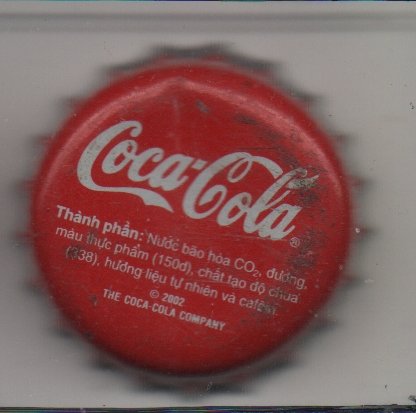 Coca-Cola®
Thành phần: Nước bão hòa CO₂, đường,
màu thực phẩm (150d), chất tạo độ chua
(338), hương liệu tự nhiên và cafein.
© 2002
THE COCA-COLA COMPANY